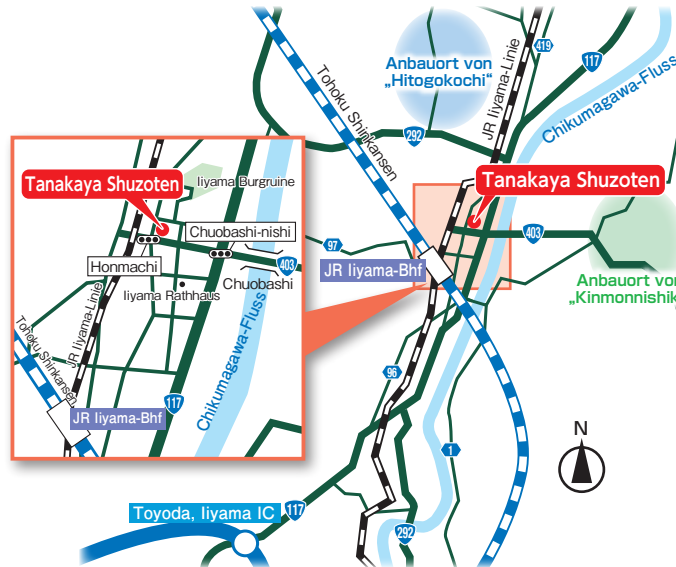 Anbauort von
„Hitogokochi“
419
117
Tohoku Shinkansen
JR Iiyama-Linie
Chikumagawa-Fluss
292
Tanakaya Shuzoten
403
97
JR Iiyama-Bhf
Anbauort von
„Kinmonnishik
96
1
N
292
117
Toyoda, Iiyama IC
Iiyama Burgruine
Tanakaya Shuzoten
Chuobashi-nishi
Honmachi
403
Chuobashi
Iiyama Rathhaus
JR Iiyama-Linie
Tohoku Shinkansen
Chikumagawa-Fluss
117
JR Iiyama-Bhf